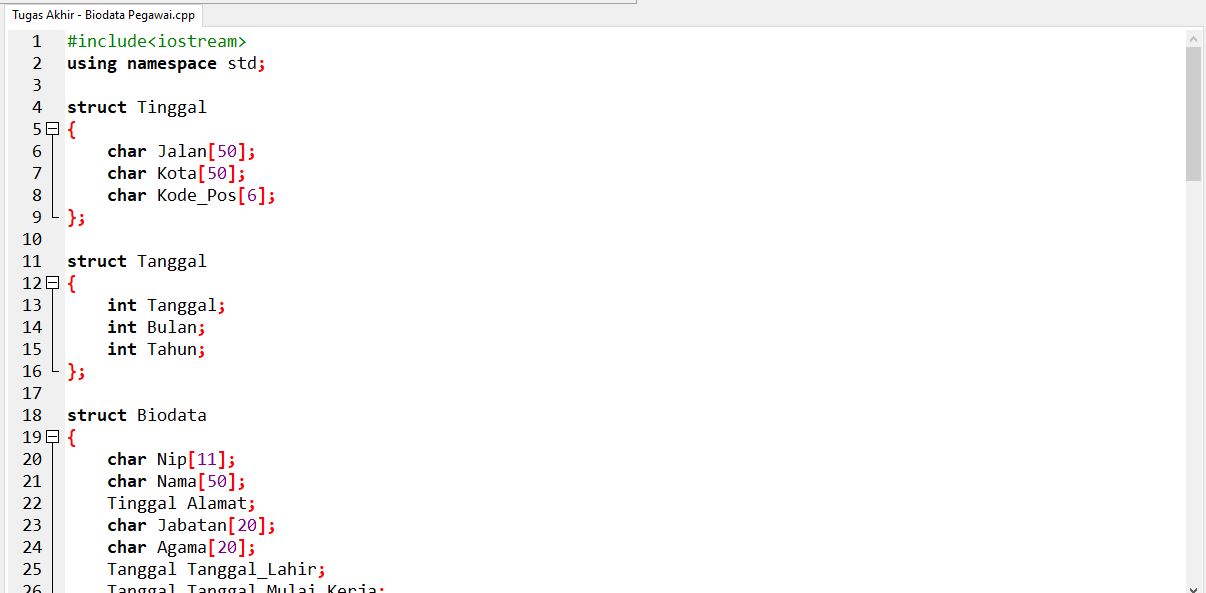 Tugas Akhir - Biodata Pegawai.cpp
1 #include<iostream>
2 using namespace std;
3
4 struct Tinggal
5 {
6 char Jalan[50];
7 char Kota[50];
8 char Kode_Pos[6];
9 };
10
11 struct Tanggal
12 {
13 int Tanggal;
14 int Bulan;
15 int Tahun;
16 };
17
18 struct Biodata
19 {
20 char Nip[11];
21 char Nama[50];
22 Tinggal Alamat;
23 char Jabatan[20];
24 char Agama[20];
25 Tanggal Tanggal_Lahir;
26 Tanggal Tanggal_Mulai_Kerja;